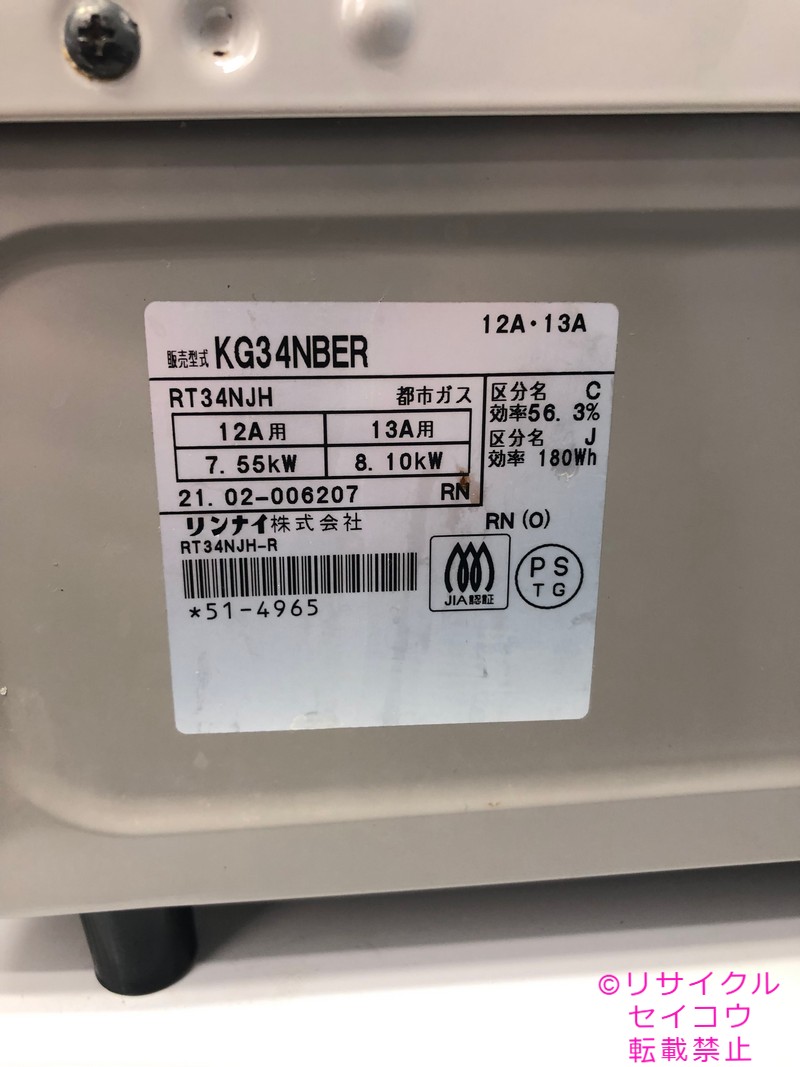 12A・13A
販売型式 KG34NBER
RT34NJH 都市ガス
12A用 13A用
7.55kW 8.10kW
21.02-006207 RN
区分名 C
効率56.3%
区分名 J
効率 180Wh
リンナイ株式会社 RN(O)
RT34NJH-R
*51-4965
JIA認証
PS
TG
©リサイクル
セイコウ
転載禁止